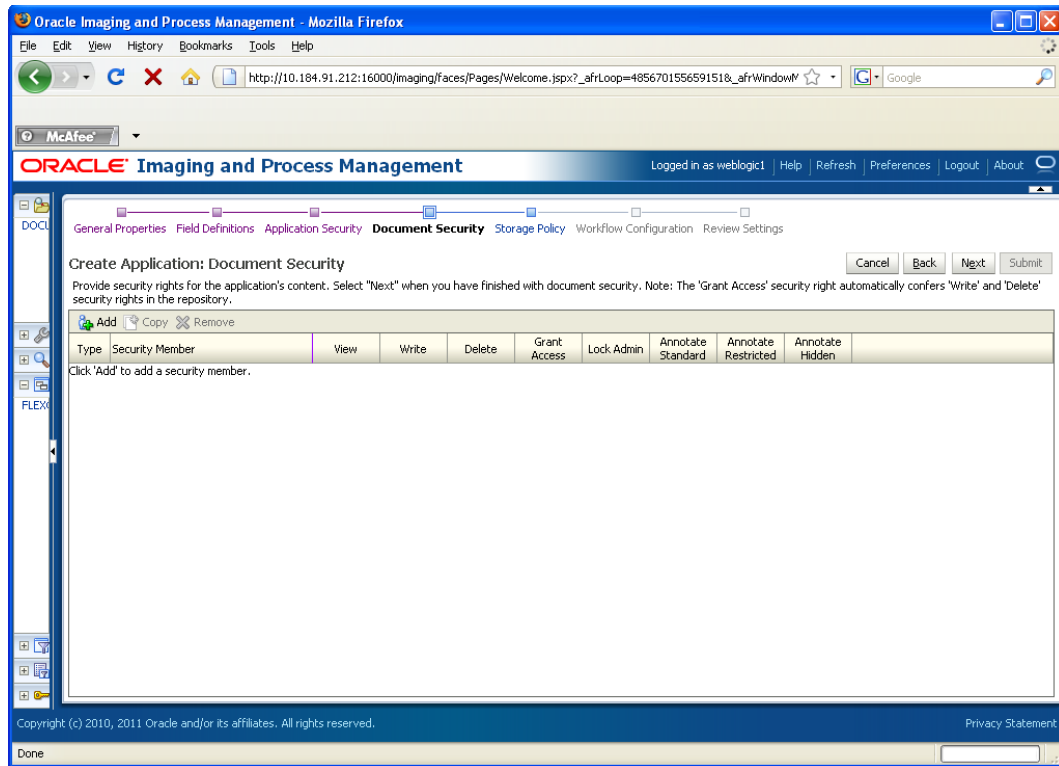 Oracle Imaging and Process Management - Mozilla Firefox
File Edit View History Bookmarks Tools Help
http://10.184.91.212:16000/imaging/faces/Pages/Welcome.jspx?_afrLoop=4856701556591518&_afrWindowM Google
McAfee
ORACLE Imaging and Process Management Logged in as weblogic1 | Help | Refresh | Preferences | Logout | About
DOCU
General Properties Field Definitions Application Security Document Security Storage Policy Workflow Configuration Review Settings
Create Application: Document Security Cancel Back Next Submit
Provide security rights for the application's content. Select "Next" when you have finished with document security. Note: The 'Grant Access' security right automatically confers 'Write' and 'Delete'
security rights in the repository.
Add Copy Remove
Type Security Member View Write Delete Grant Access Lock Admin Annotate Standard Annotate Restricted Annotate Hidden
Click 'Add' to add a security member.
FLEX
Copyright (c) 2010, 2011 Oracle and/or its affiliates. All rights reserved. Privacy Statement
Done